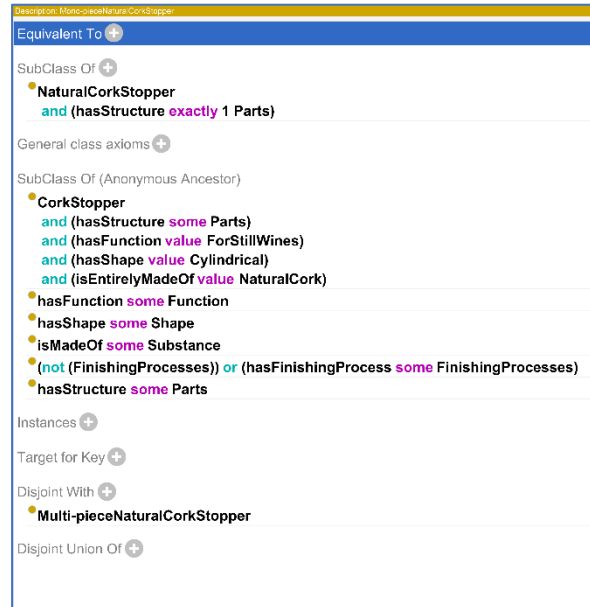 Description: Mono-pieceNaturalCorkStopper
Equivalent To
SubClass Of
NaturalCorkStopper
and (hasStructure exactly 1 Parts)
General class axioms
SubClass Of (Anonymous Ancestor)
CorkStopper
and (hasStructure some Parts)
and (hasFunction value ForStillWines)
and (hasShape value Cylindrical)
and (isEntirelyMadeOf value NaturalCork)
hasFunction some Function
hasShape some Shape
isMadeOf some Substance
(not (FinishingProcesses)) or (hasFinishingProcess some FinishingProcesses)
hasStructure some Parts
Instances
Target for Key
Disjoint With
Multi-pieceNaturalCorkStopper
Disjoint Union Of